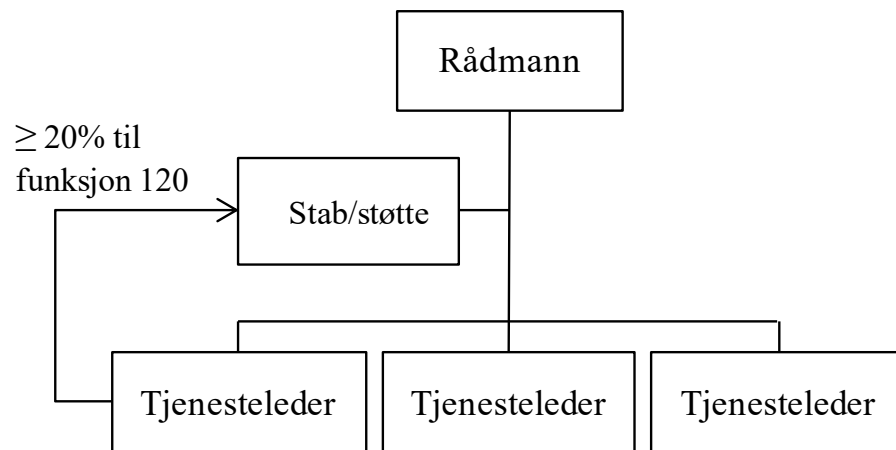 Rådmann
≥ 20% til
funksjon 120
Stab/støtte
Tjenesteleder
Tjenesteleder
Tjenesteleder